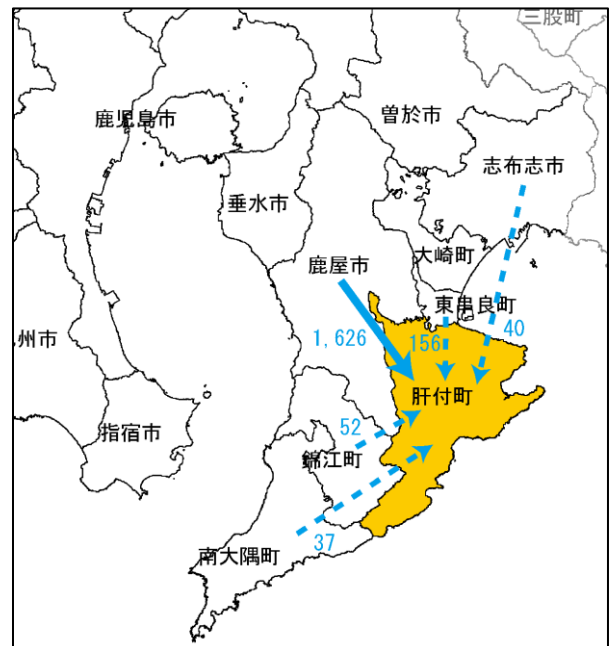 三股町
鹿児島市
曽於市
志布志市
垂水市
大崎町
鹿屋市
東串良町
1,626
156
40
九州市
肝付町
指宿市
52
錦江町
37
南大隅町